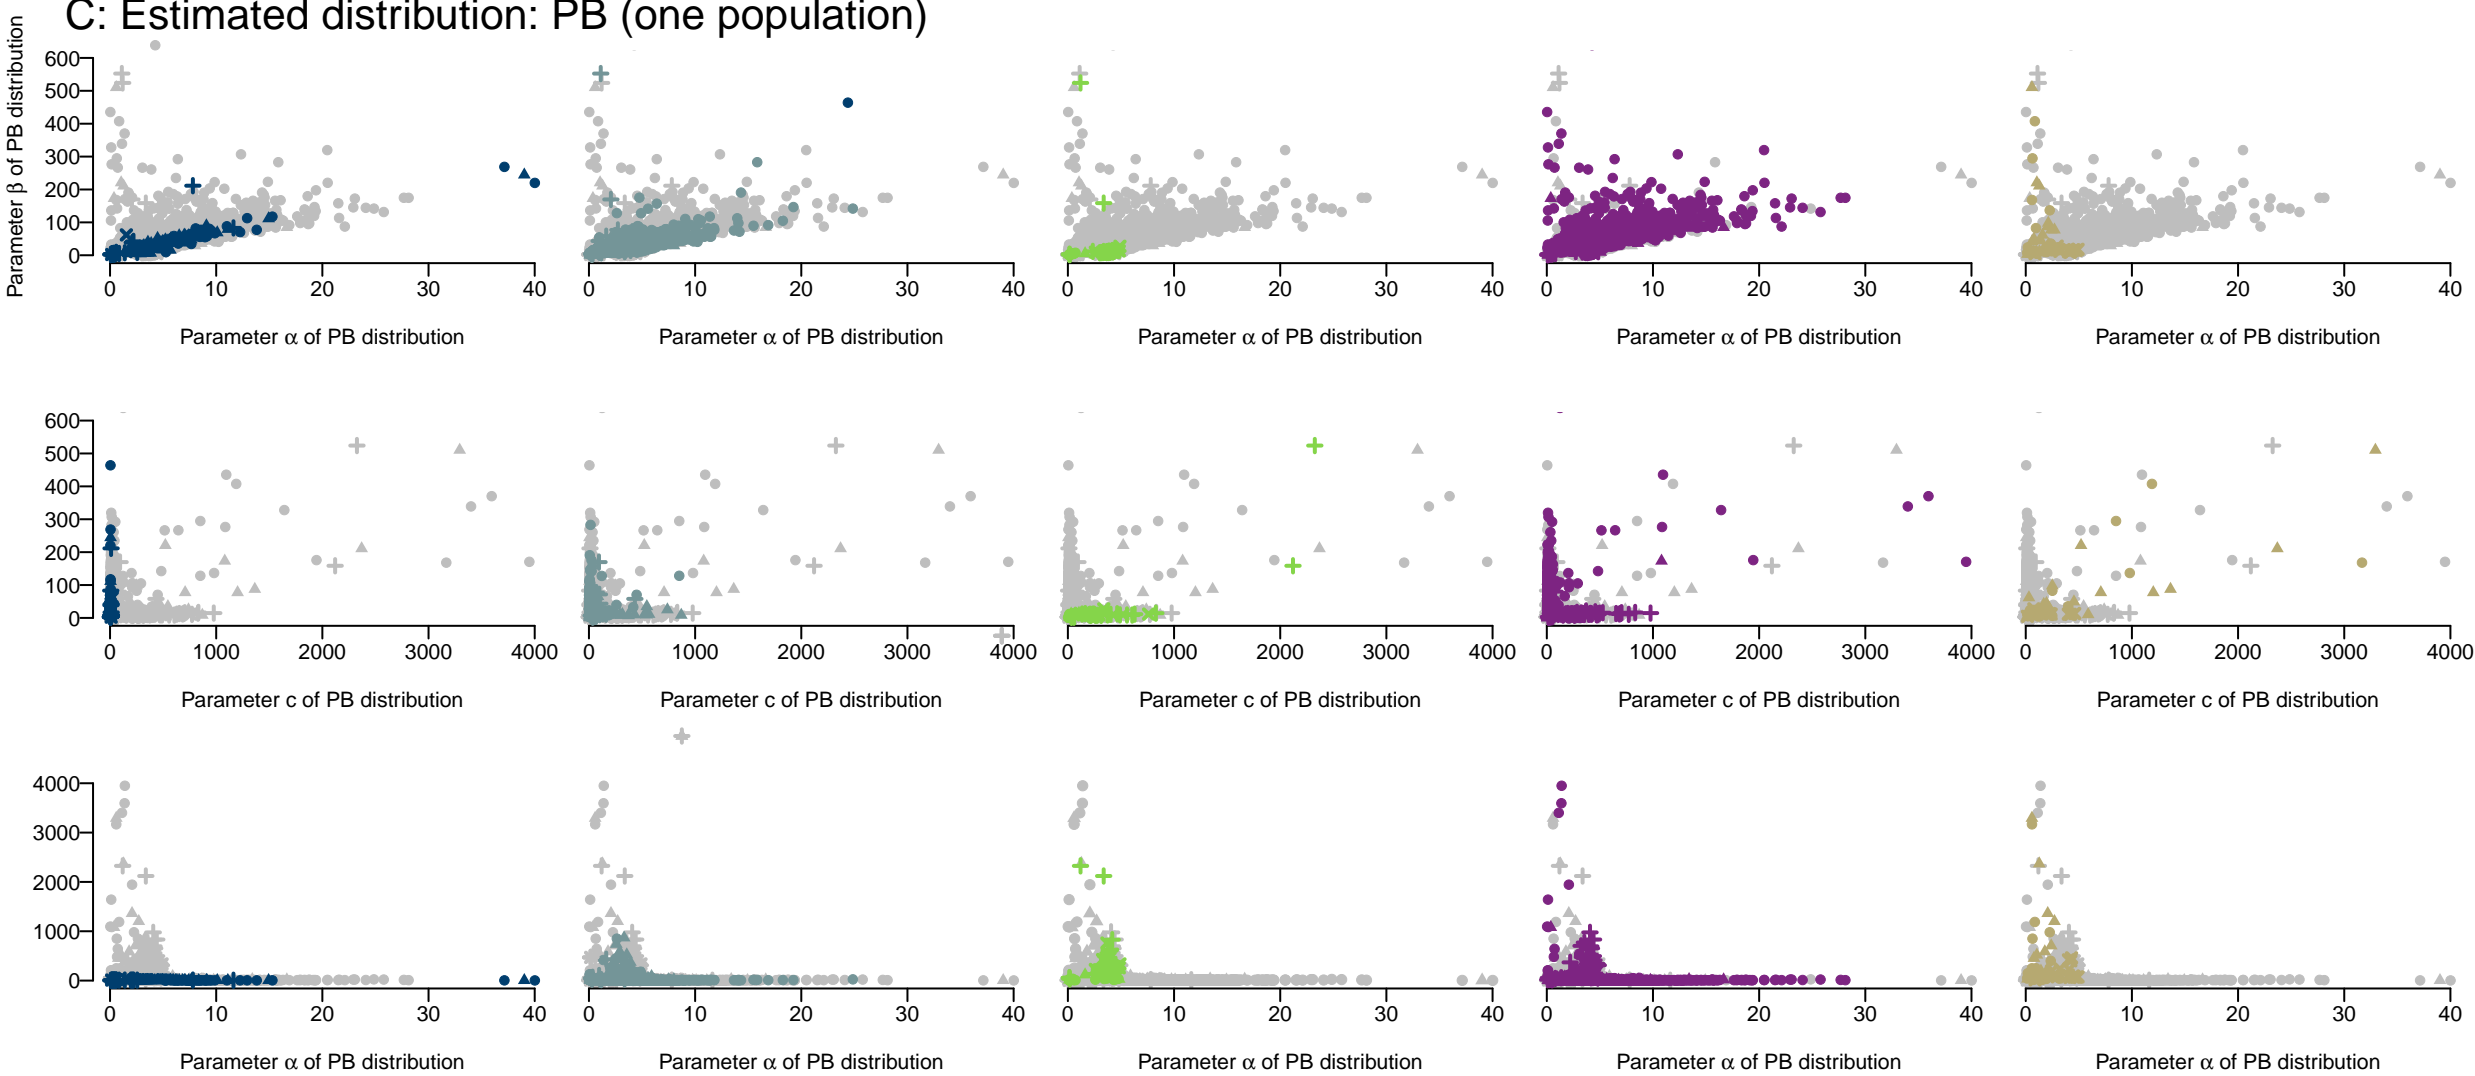 C: Estimated distribution: PB (one population)
Parameter β of PB distribution
600
500
400
300
200
100
0
0 10 20 30 40 0 10 20 30 40 0 10 20 30 40 0 10 20 30 40 0 10 20 30 40
Parameter α of PB distribution Parameter α of PB distribution Parameter α of PB distribution Parameter α of PB distribution Parameter α of PB distribution
600
500
400
300
200
100
0
0 1000 2000 3000 4000 0 1000 2000 3000 4000 0 1000 2000 3000 4000 0 1000 2000 3000 4000 0 1000 2000 3000 4000
Parameter c of PB distribution Parameter c of PB distribution Parameter c of PB distribution Parameter c of PB distribution Parameter c of PB distribution
4000
3000
2000
1000
0
0 10 20 30 40 0 10 20 30 40 0 10 20 30 40 0 10 20 30 40 0 10 20 30 40
Parameter α of PB distribution Parameter α of PB distribution Parameter α of PB distribution Parameter α of PB distribution Parameter α of PB distribution